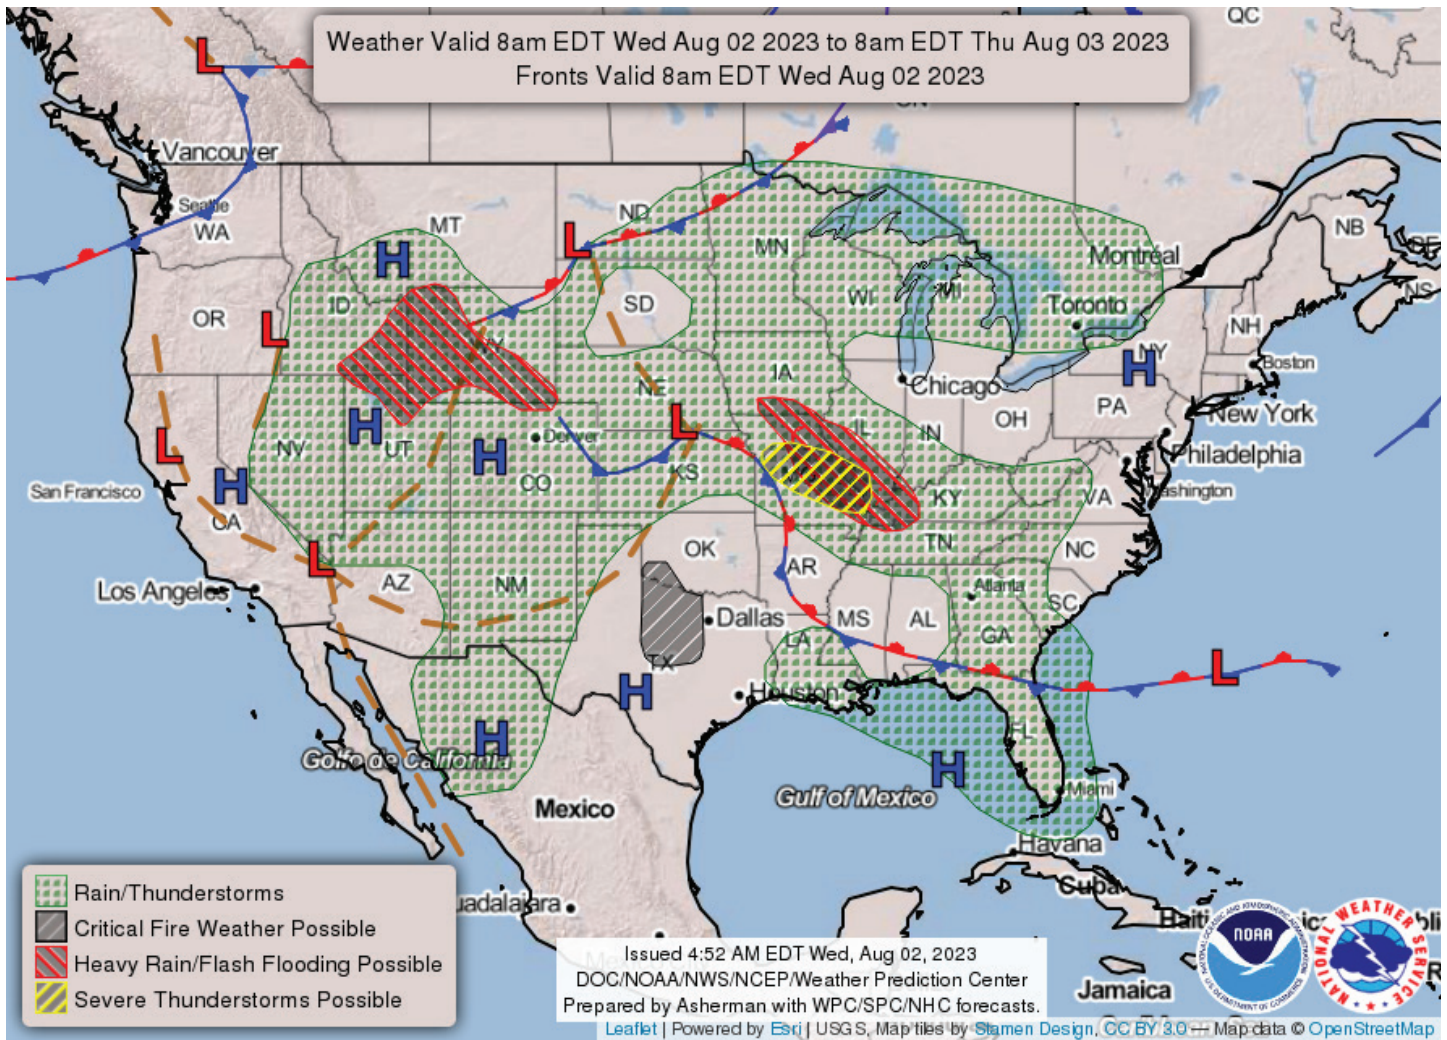 QC
Weather Valid 8am EDT Wed Aug 02 2023 to 8am EDT Thu Aug 03 2023
Fronts Valid 8am EDT Wed Aug 02 2023
ON
L
Vancouver
Seattle
WA
MT
ND
MN
Montréal
NB
NS
L
H
ID
SD
WI
MI
Toronto
OR
L
WY
NH
NY
H
Boston
NE
IA
Chicago
PA
New York
OH
L
H
NV
UT
Denver
L
IL
IN
Philadelphia
H
CO
KS
San Francisco
H
CA
KY
VA
Washington
L
OK
TN
NC
AZ
NM
AR
Atlanta
SC
Los Angeles
Dallas
MS
AL
GA
LA
TX
L
H
Houston
FL
H
H
Golfo de California
Miami
Gulf of Mexico
Mexico
Havana
Cuba
Rain/Thunderstorms
Critical Fire Weather Possible
Heavy Rain/Flash Flooding Possible
Severe Thunderstorms Possible
uadalajara
Haiti
NOAA
NATIONAL WEATHER SERVICE
Jamaica
Issued 4:52 AM EDT Wed, Aug 02, 2023
DOC/NOAA/NWS/NCEP/Weather Prediction Center
Prepared by Asherman with WPC/SPC/NHC forecasts.
Leaflet | Powered by Esri | USGS, Map tiles by Stamen Design, CC BY 3.0 — Map data © OpenStreetMap